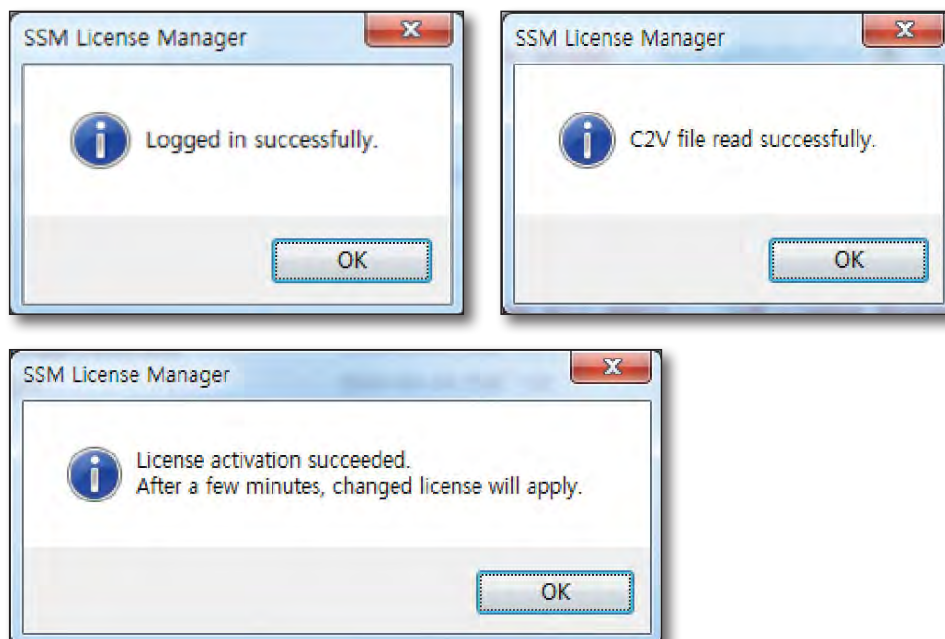 SSM License Manager
Logged in successfully.
OK
SSM License Manager
C2V file read successfully.
OK
SSM License Manager
License activation succeeded.
After a few minutes, changed license will apply.
OK